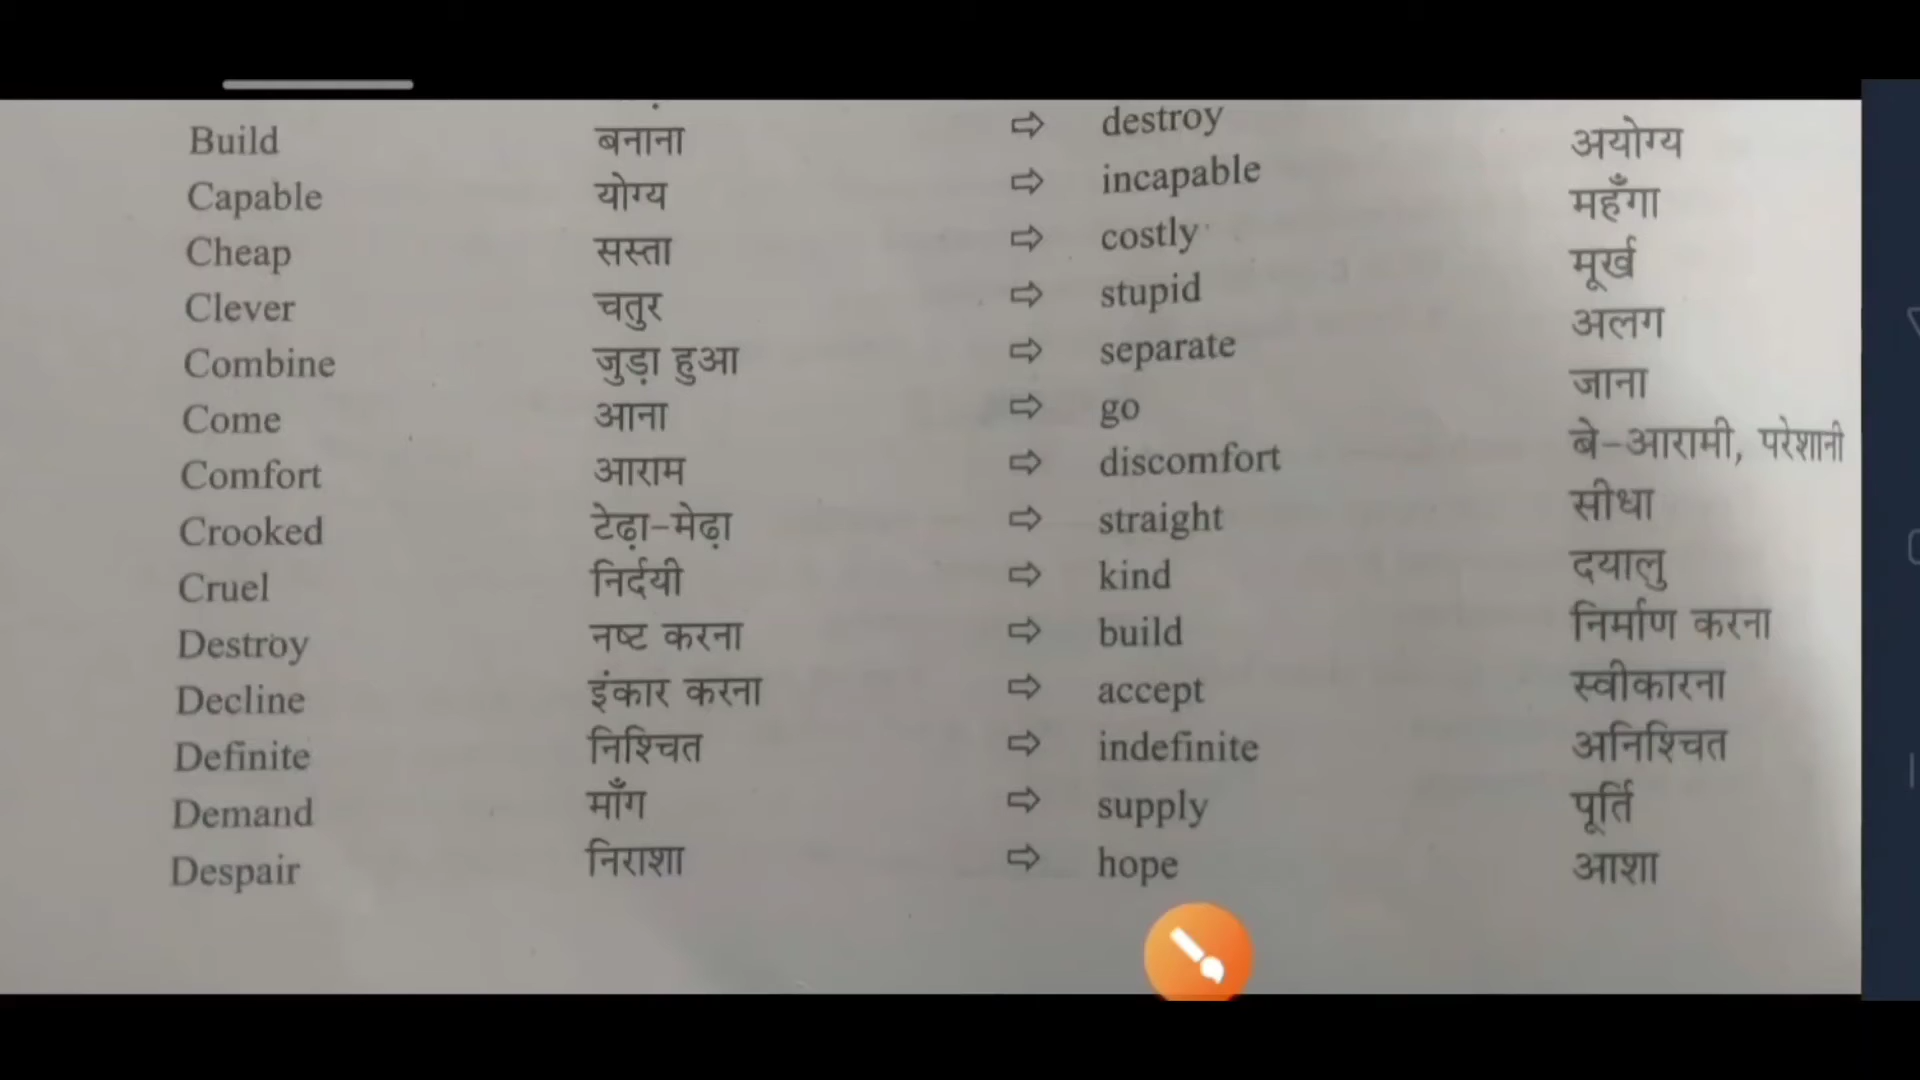 Build बनाना ⇨ destroy
Capable योग्य ⇨ incapable अयोग्य
Cheap सस्ता ⇨ costly महँगा
Clever चतुर ⇨ stupid मूर्ख
Combine जुड़ा हुआ ⇨ separate अलग
Come आना ⇨ go जाना
Comfort आराम ⇨ discomfort बे-आरामी, परेशानी
Crooked टेढ़ा-मेढ़ा ⇨ straight सीधा
Cruel निर्दयी ⇨ kind दयालु
Destroy नष्ट करना ⇨ build निर्माण करना
Decline इंकार करना ⇨ accept स्वीकारना
Definite निश्चित ⇨ indefinite अनिश्चित
Demand माँग ⇨ supply पूर्ति
Despair निराशा ⇨ hope आशा